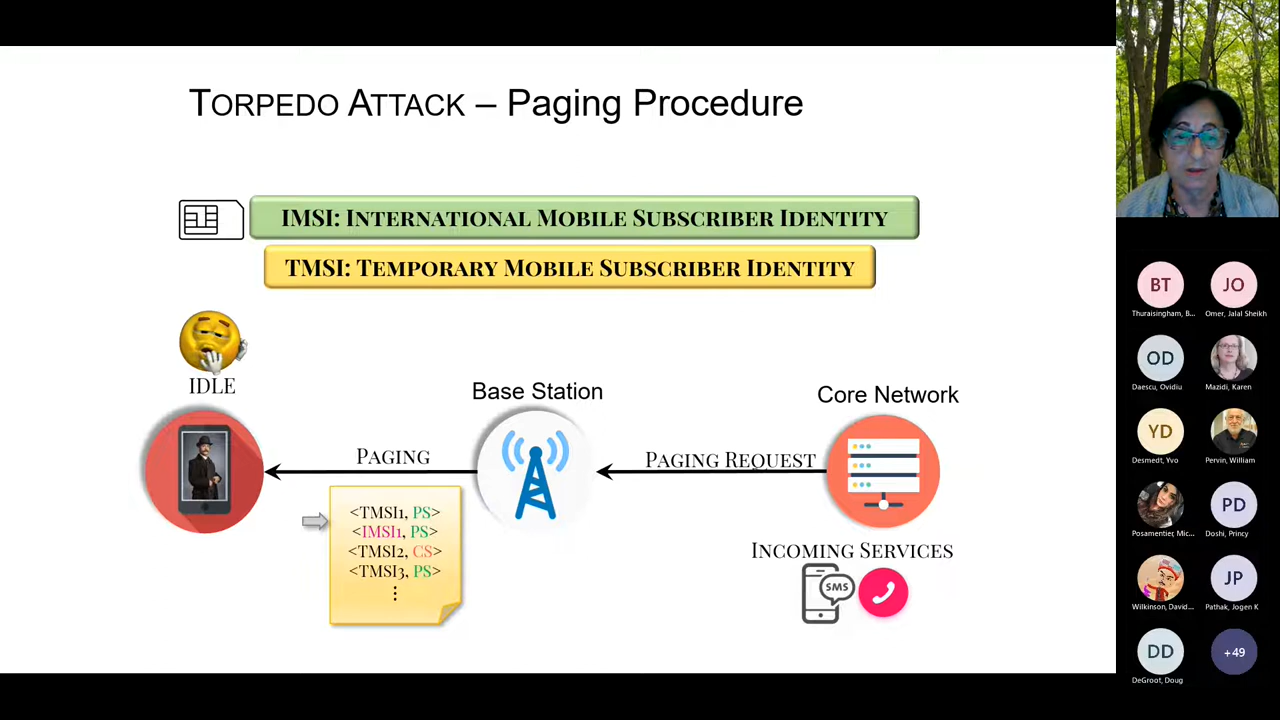 TORPEDO ATTACK – Paging Procedure
IMSI: INTERNATIONAL MOBILE SUBSCRIBER IDENTITY
TMSI: TEMPORARY MOBILE SUBSCRIBER IDENTITY
IDLE
Base Station
Core Network
PAGING
PAGING REQUEST
<TMSI1, PS>
<IMSI1, PS>
<TMSI2, CS>
<TMSI3, PS>
⋮
INCOMING SERVICES
SMS
BT
JO
Thuraisingham, B...
Omer, Jalal Sheikh
OD
Daescu, Ovidiu
Mazidi, Karen
YD
Desmedt, Yvo
Pervin, William
PD
Posamentier, Mic...
Doshi, Princy
JP
Wilkinson, David...
Pathak, Jogen K
DD
+49
DeGroot, Doug